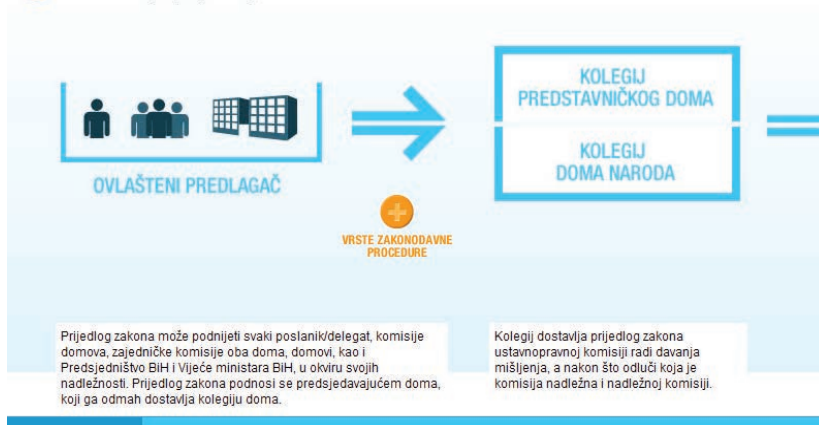 KOLEGIJ
PREDSTAVNIČKOG DOMA
KOLEGIJ
DOMA NARODA
OVLAŠTENI PREDLAGAČ
VRSTE ZAKONODAVNE
PROCEDURE
Prijedlog zakona može podnijeti svaki poslanik/delegat, komisije
domova, zajedničke komisije oba doma, domovi, kao i
Predsjedništvo BiH i Vijeće ministara BiH, u okviru svojih
nadležnosti. Prijedlog zakona podnosi se predsjedavajućem doma,
koji ga odmah dostavlja kolegiju doma.
Kolegij dostavlja prijedlog zakona
ustavnopravnoj komisiji radi davanja
mišljenja, a nakon što odluči koja je
komisija nadležna i nadležnoj komisiji.